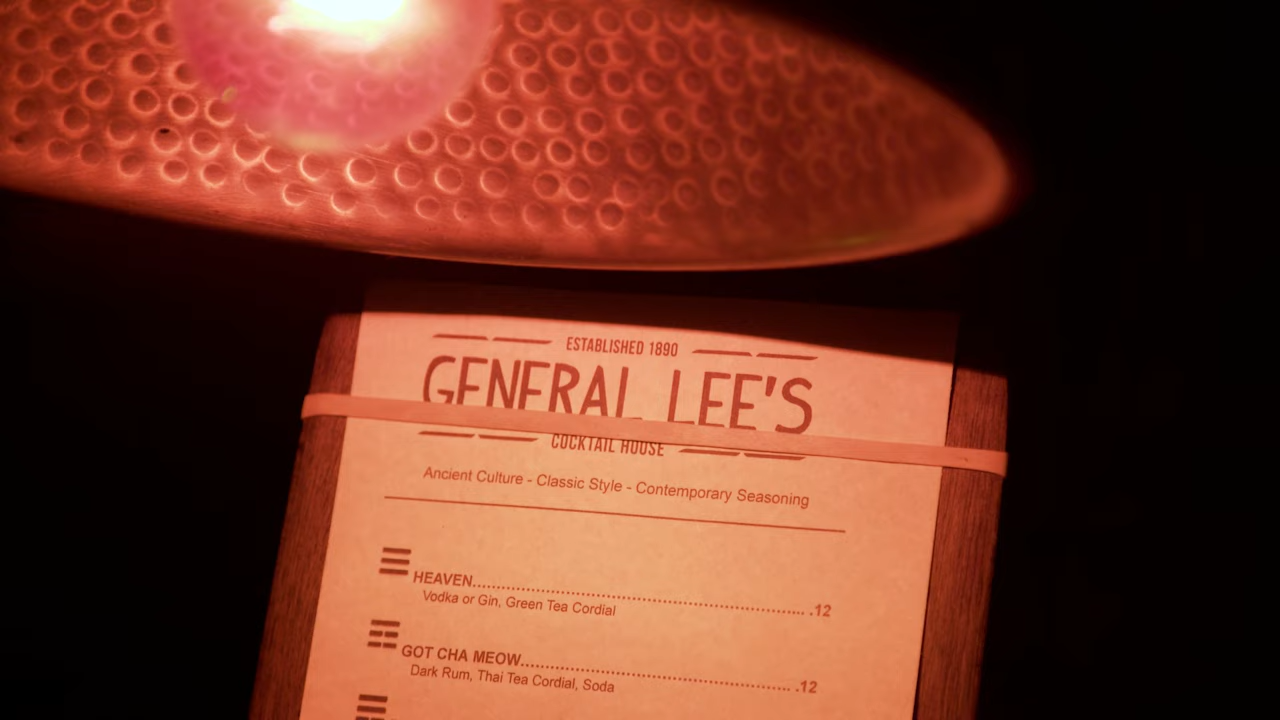 ESTABLISHED 1890
GENERAL LEE'S
COCKTAIL HOUSE
Ancient Culture - Classic Style - Contemporary Seasoning
HEAVEN.................................................................. .12
Vodka or Gin, Green Tea Cordial
GOT CHA MEOW..................................................... .12
Dark Rum, Thai Tea Cordial, Soda